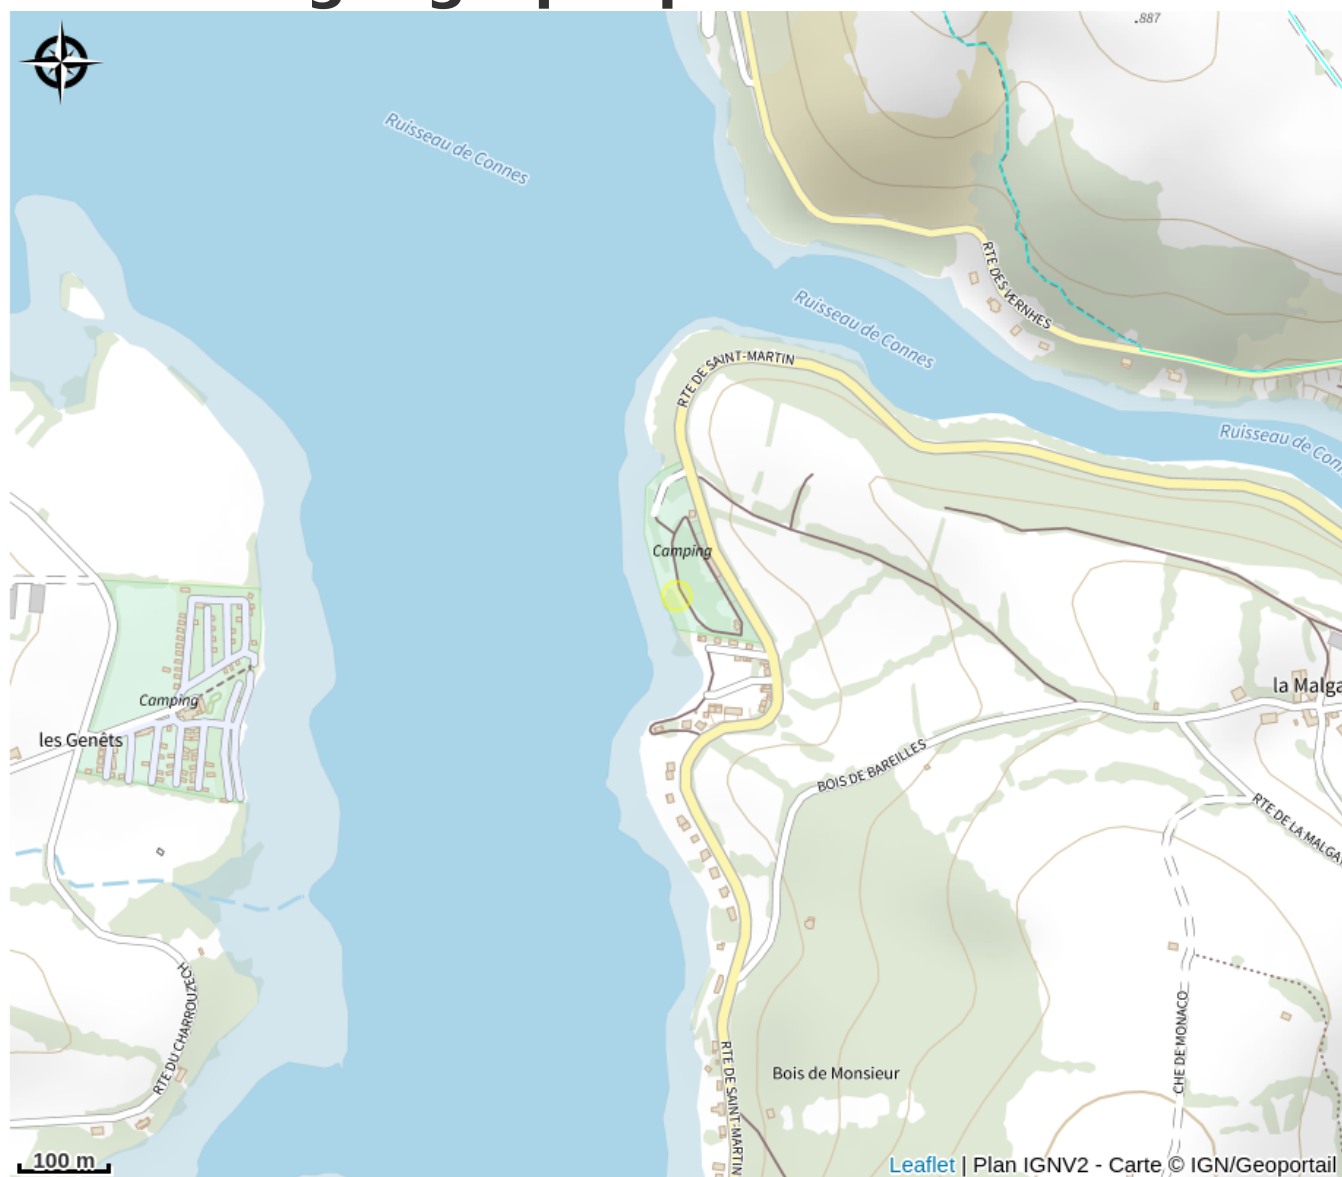 .887
Ruisseau de Connes
RTE DES VERNHES
Ruisseau de Connes
RTE DE SAINT-MARTIN
Ruisseau de Con
Camping
la Malga
Camping
les Genêts
BOIS DE BAREILLES
RTE DE LA MALGA
RTE DU CHARROUZECH
CHE DE MONACO
Bois de Monsieur
RTE DE SAINT-MARTIN
100 m
Leaflet | Plan IGNV2 - Carte © IGN/Geoportail